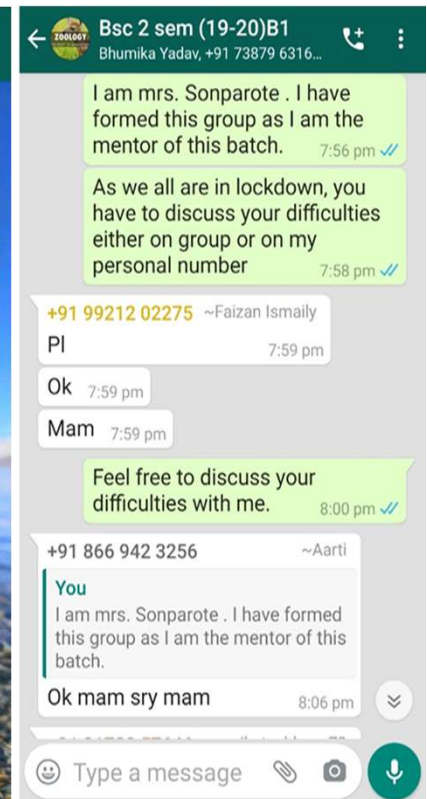 ZOOLOGY
Bsc 2 sem (19-20)B1
Bhumika Yadav, +91 73879 6316...
I am mrs. Sonparote . I have
formed this group as I am the
mentor of this batch.
7:56 pm
As we all are in lockdown, you
have to discuss your difficulties
either on group or on my
personal number
7:58 pm
+91 99212 02275 ~Faizan Ismaily
Pl
7:59 pm
Ok 7:59 pm
Mam 7:59 pm
Feel free to discuss your
difficulties with me.
8:00 pm
+91 866 942 3256 ~Aarti
You
I am mrs. Sonparote . I have formed
this group as I am the mentor of this
batch.
Ok mam sry mam
8:06 pm
Type a message